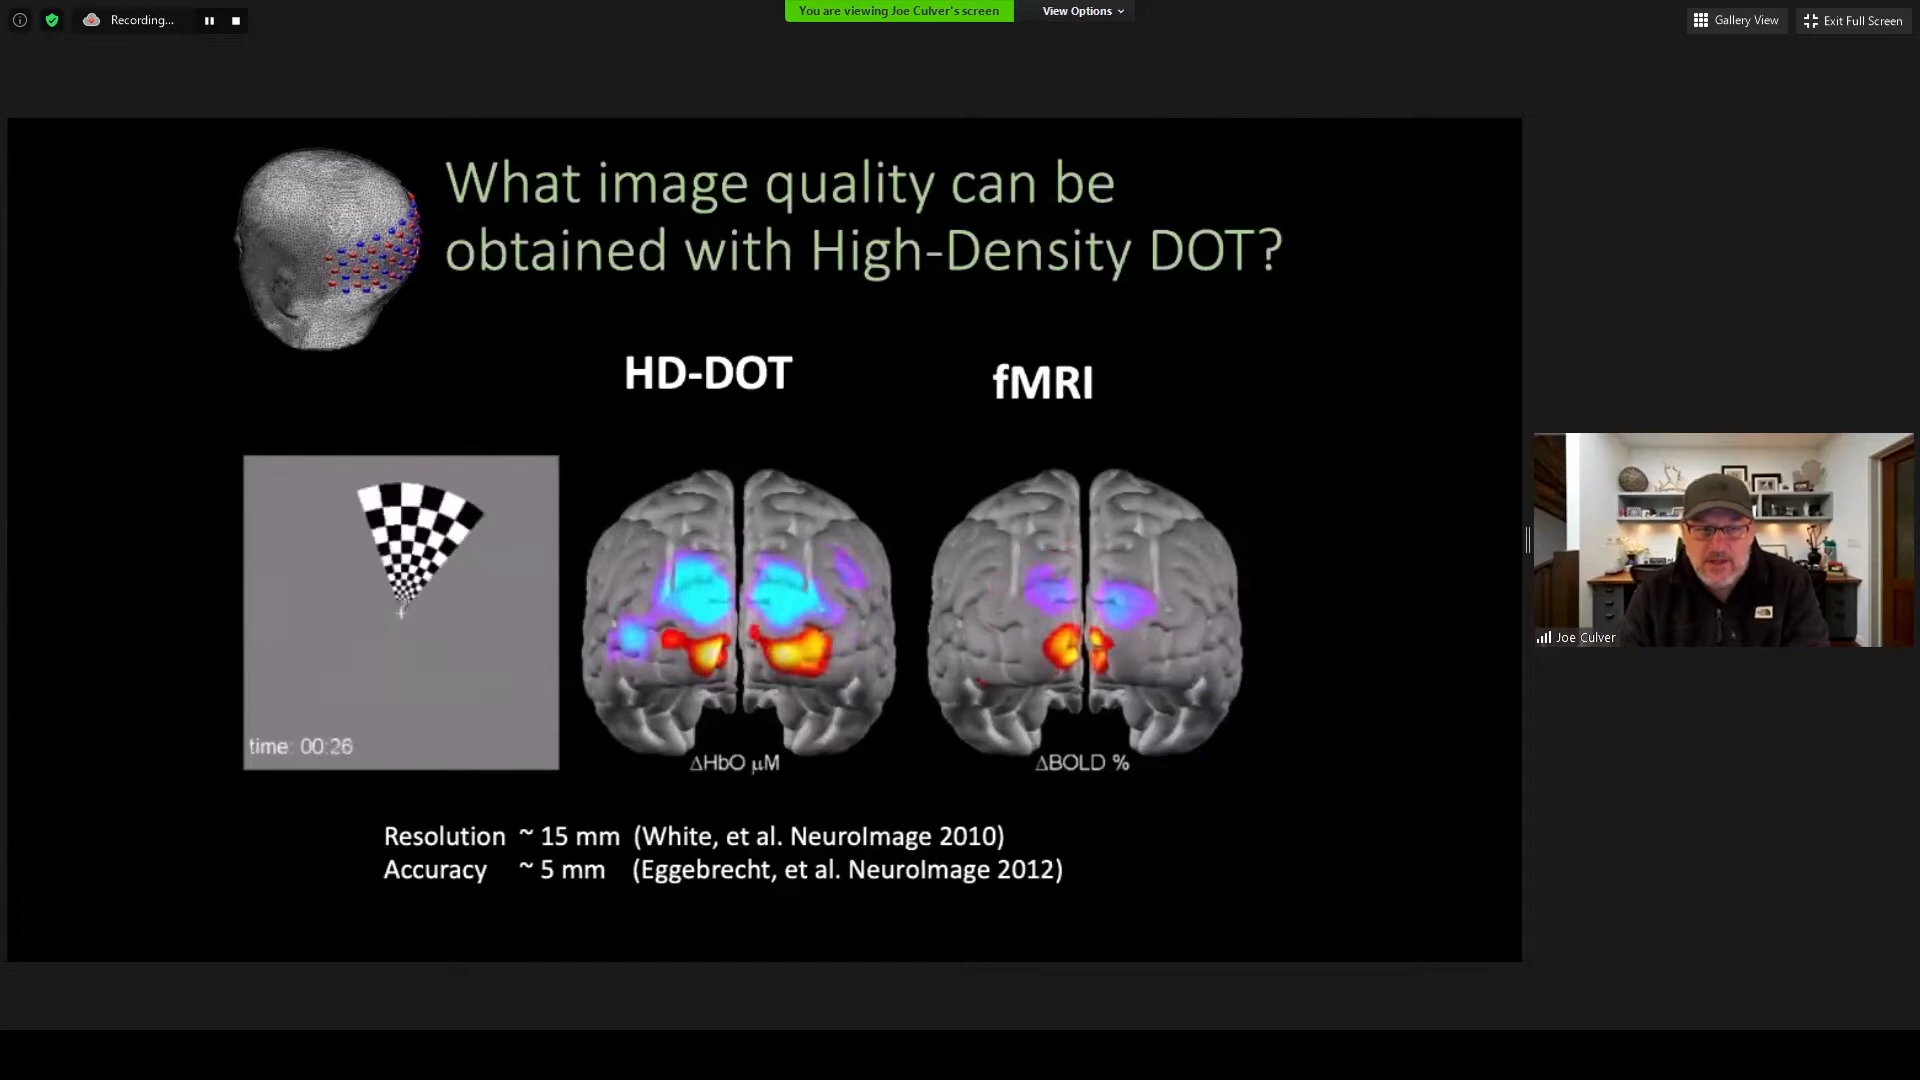 Recording...
You are viewing Joe Culver's screen
View Options
Gallery View
Exit Full Screen
What image quality can be
obtained with High-Density DOT?
HD-DOT
fMRI
time: 00:26
ΔHbO μM
ΔBOLD %
Joe Culver
Resolution ~ 15 mm (White, et al. NeuroImage 2010)
Accuracy ~ 5 mm (Eggebrecht, et al. NeuroImage 2012)